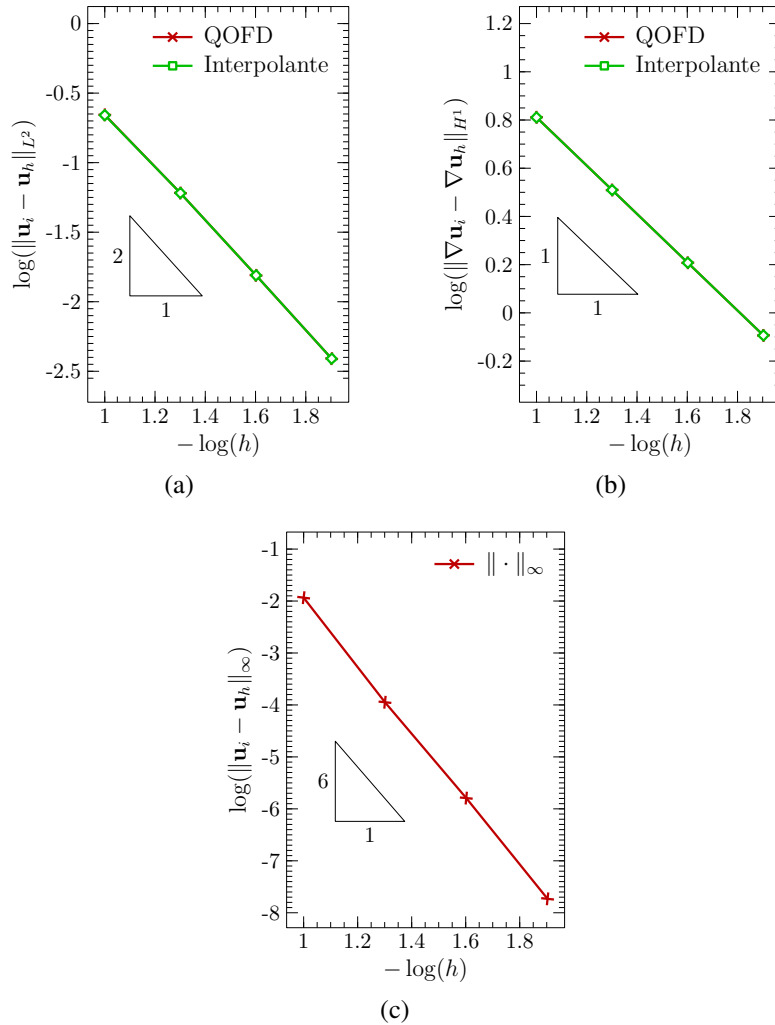 QOFD
Interpolante
log(‖u_i − u_h‖_{L^2})
0
-0.5
-1
-1.5
-2
-2.5
2
1
1 1.2 1.4 1.6 1.8
− log(h)
(a)
QOFD
Interpolante
log(‖∇u_i − ∇u_h‖_{H^1})
1.2
1
0.8
0.6
0.4
0.2
0
-0.2
1
1
1 1.2 1.4 1.6 1.8
− log(h)
(b)
‖ · ‖_∞
log(‖u_i − u_h‖_∞)
-1
-2
-3
-4
-5
-6
-7
-8
6
1
1 1.2 1.4 1.6 1.8
− log(h)
(c)